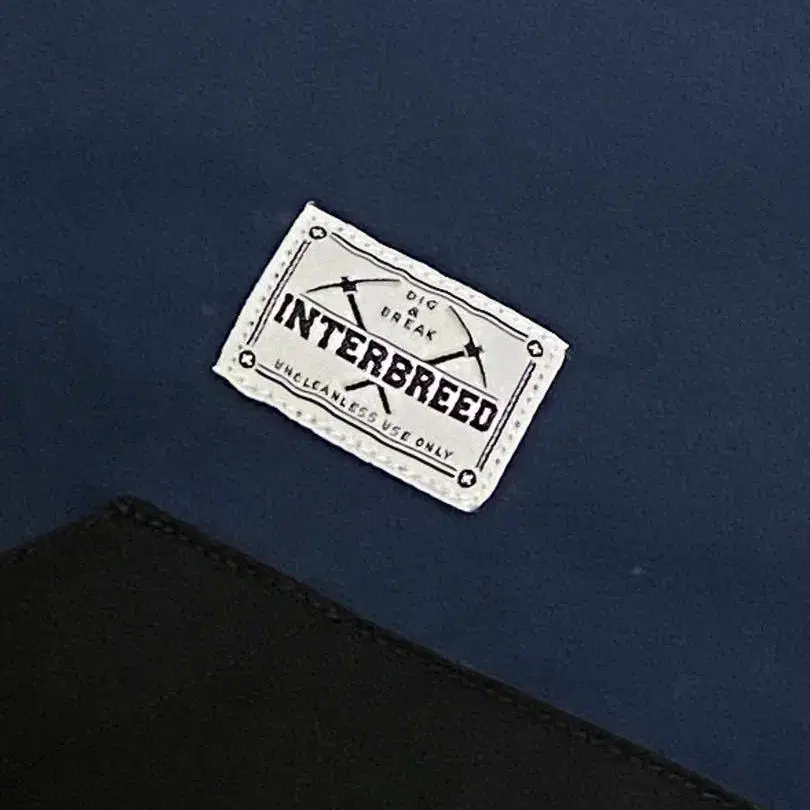 DIG
&
BREAK
INTERBREED
UNCLEANLESS USE ONLY